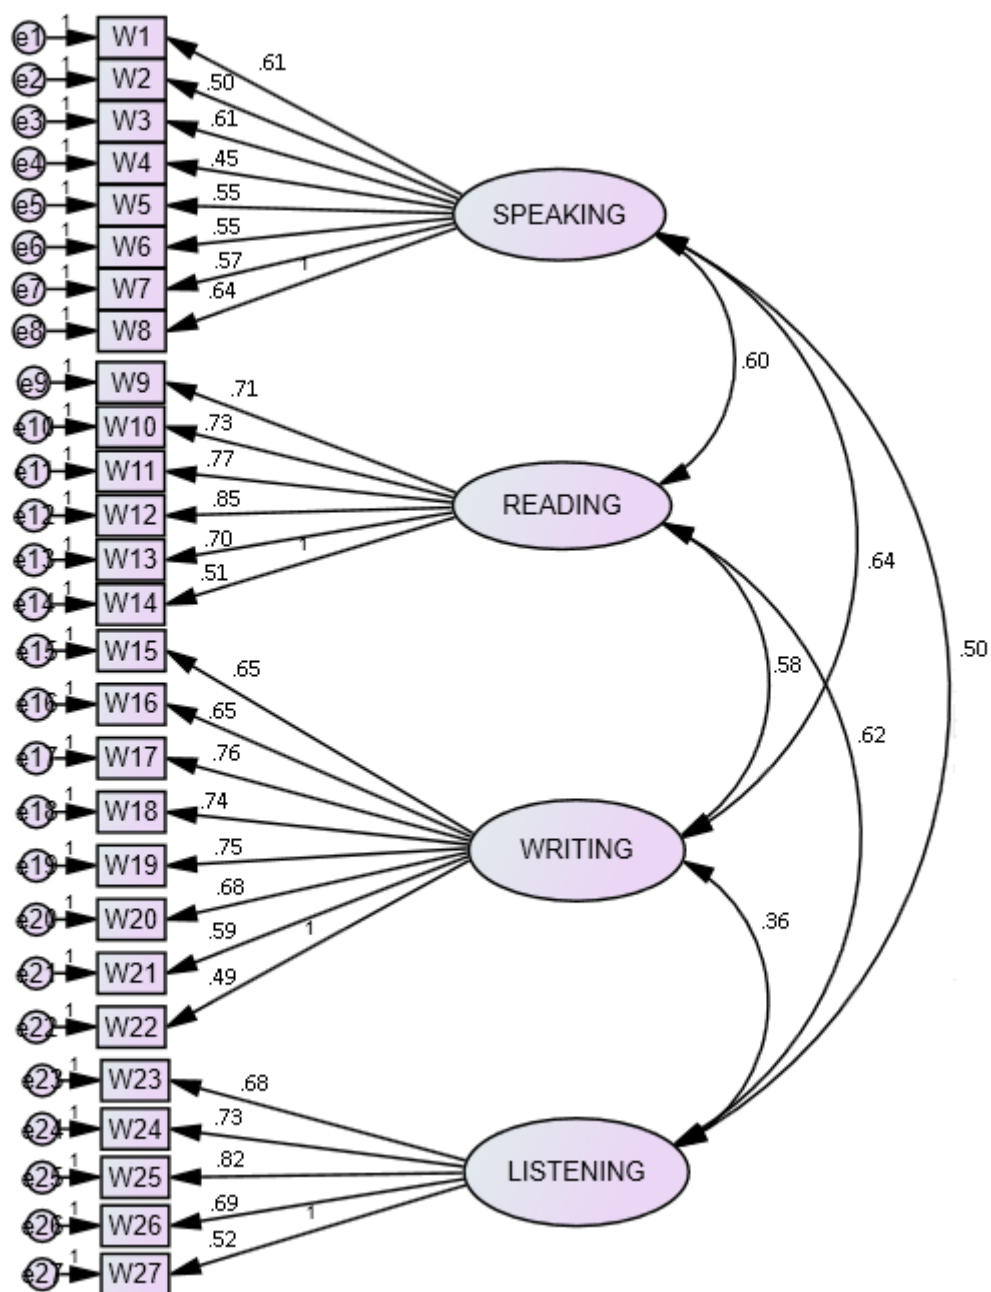 e1 1 W1 .61
e2 1 W2 .50
e3 1 W3 .61
e4 1 W4 .45
e5 1 W5 .55
SPEAKING
e6 1 W6 .55
e7 1 W7 .57 1
e8 1 W8 .64
.60
e9 1 W9 .71
e10 1 W10 .73
e11 1 W11 .77
e12 1 W12 .85
READING
e13 1 W13 .70 1
e14 1 W14 .51
.64
e15 1 W15 .65
.58
.50
e16 1 W16 .65
.62
e17 1 W17 .76
e18 1 W18 .74
e19 1 W19 .75
WRITING
e20 1 W20 .68
.36
e21 1 W21 .59 1
e22 1 W22 .49
e23 1 W23 .68
e24 1 W24 .73
e25 1 W25 .82
LISTENING
e26 1 W26 .69 1
e27 1 W27 .52